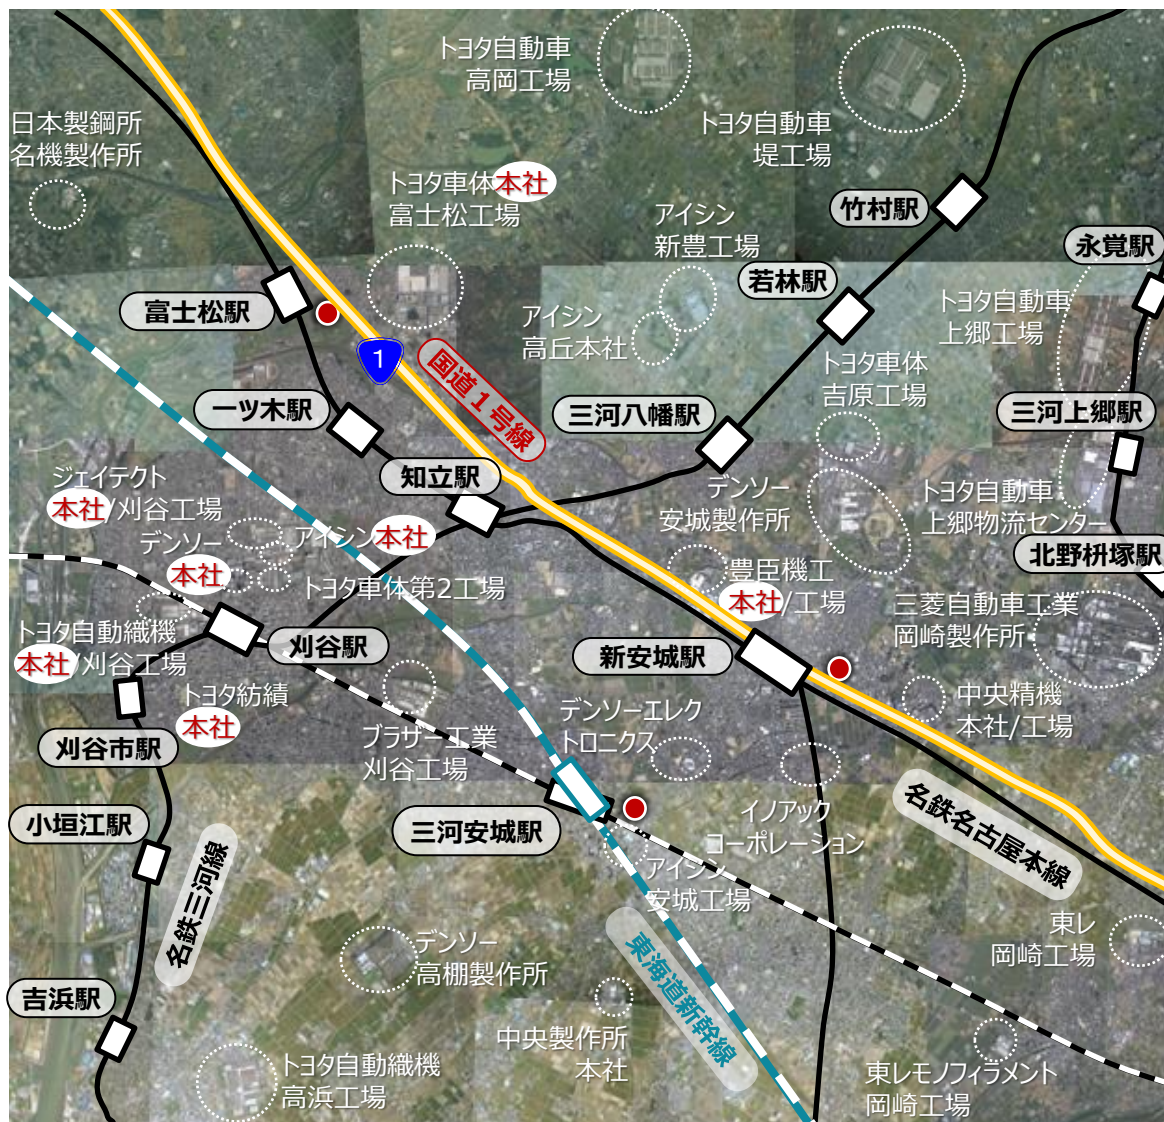 トヨタ自動車
高岡工場
トヨタ自動車
堤工場
日本製鋼所
名機製作所
トヨタ車体本社
富士松工場
竹村駅
アイシン
新豊工場
永覚駅
若林駅
富士松駅
トヨタ自動車
上郷工場
アイシン
高丘本社
1
国道1号線
トヨタ車体
吉原工場
一ツ木駅
三河八幡駅
三河上郷駅
知立駅
ジェイテクト
本社/刈谷工場
デンソー
安城製作所
トヨタ自動車
上郷物流センター
アイシン本社
デンソー
本社
北野枡塚駅
トヨタ車体第2工場
豊臣機工
本社/工場
三菱自動車工業
岡崎製作所
トヨタ自動織機
本社/刈谷工場
刈谷駅
新安城駅
トヨタ紡績
本社
中央精機
本社/工場
刈谷市駅
ブラザー工業
刈谷工場
デンソーエレク
トロニクス
小垣江駅
三河安城駅
イノアック
コーポレーション
名鉄名古屋本線
アイシン
安城工場
名鉄三河線
東レ
岡崎工場
デンソー
高棚製作所
東海道新幹線
吉浜駅
中央製作所
本社
トヨタ自動織機
高浜工場
東レモノフィラメント
岡崎工場